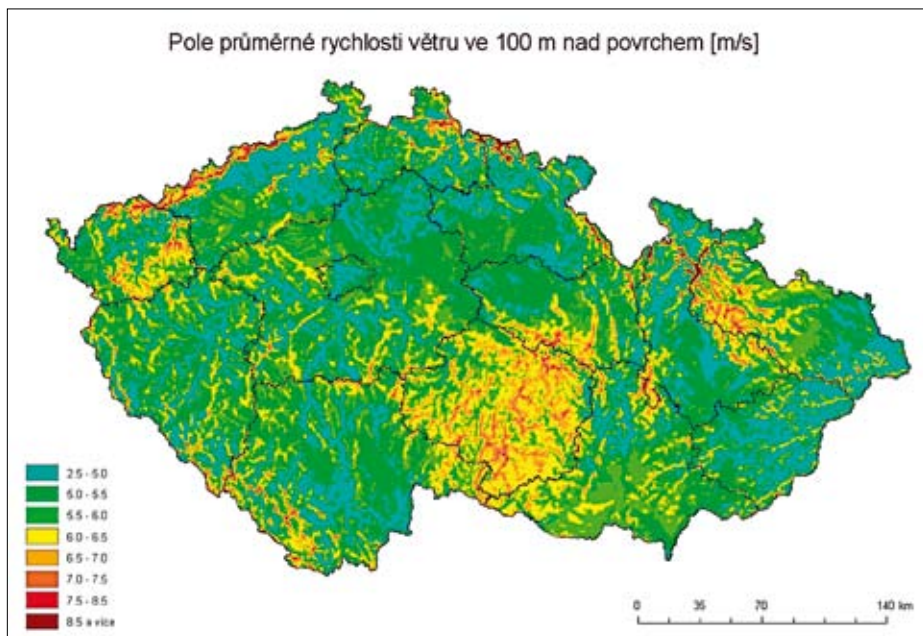 Pole průměrné rychlosti větru ve 100 m nad povrchem [m/s]
2.5 - 5.0
5.0 - 5.5
5.5 - 6.0
6.0 - 6.5
6.5 - 7.0
7.0 - 7.5
7.5 - 8.5
8.5 a více
0 35 70 140 km